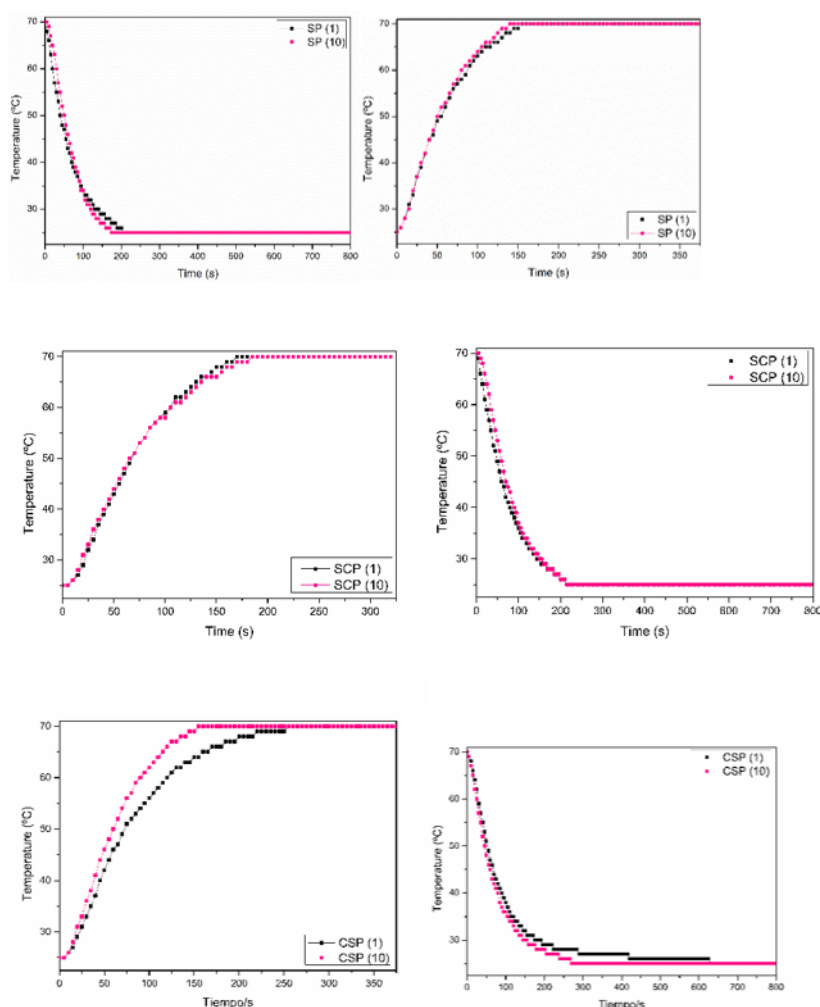 SP (1)
SP (10)
Temperature (ºC)
70
60
50
40
30
0 100 200 300 400 500 600 700 800
Time (s)
Temperature (ºC)
70
60
50
40
30
SP (1)
SP (10)
0 50 100 150 200 250 300 350
Time (s)
Temperature (ºC)
70
60
50
40
30
SCP (1)
SCP (10)
0 50 100 150 200 250 300
Time (s)
SCP (1)
SCP (10)
Temperature (ºC)
70
60
50
40
30
0 100 200 300 400 500 600 700 800
Time (s)
Temperature (ºC)
70
60
50
40
30
CSP (1)
CSP (10)
0 50 100 150 200 250 300 350
Tiempo/s
CSP (1)
CSP (10)
Temperature (ºC)
70
60
50
40
30
0 100 200 300 400 500 600 700 800
Tiempo/s